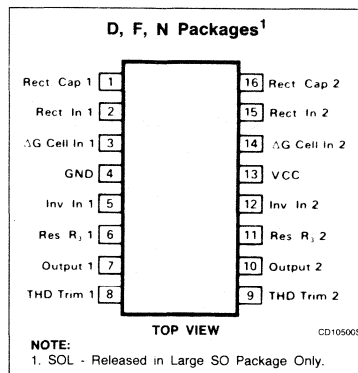 D, F, N Packages¹
Rect Cap 1 1
16 Rect Cap 2
Rect In 1 2
15 Rect In 2
ΔG Cell In 1 3
14 ΔG Cell In 2
GND 4
13 VCC
Inv In 1 5
12 Inv In 2
Res R₃ 1 6
11 Res R₃ 2
Output 1 7
10 Output 2
THD Trim 1 8
9 THD Trim 2
TOP VIEW
CD10500S
NOTE:
1. SOL - Released in Large SO Package Only.